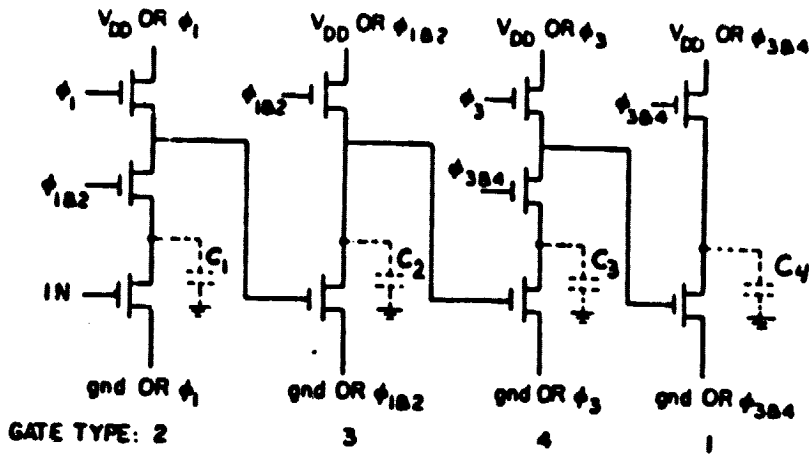 V_DD OR ϕ_1
V_DD OR ϕ_1&2
V_DD OR ϕ_3
V_DD OR ϕ_3&4
ϕ_1
ϕ_1&2
ϕ_3
ϕ_3&4
ϕ_1&2
ϕ_3&4
C_1
C_2
C_3
C_4
IN
gnd OR ϕ_1
gnd OR ϕ_1&2
gnd OR ϕ_3
gnd OR ϕ_3&4
GATE TYPE: 2 3 4 1